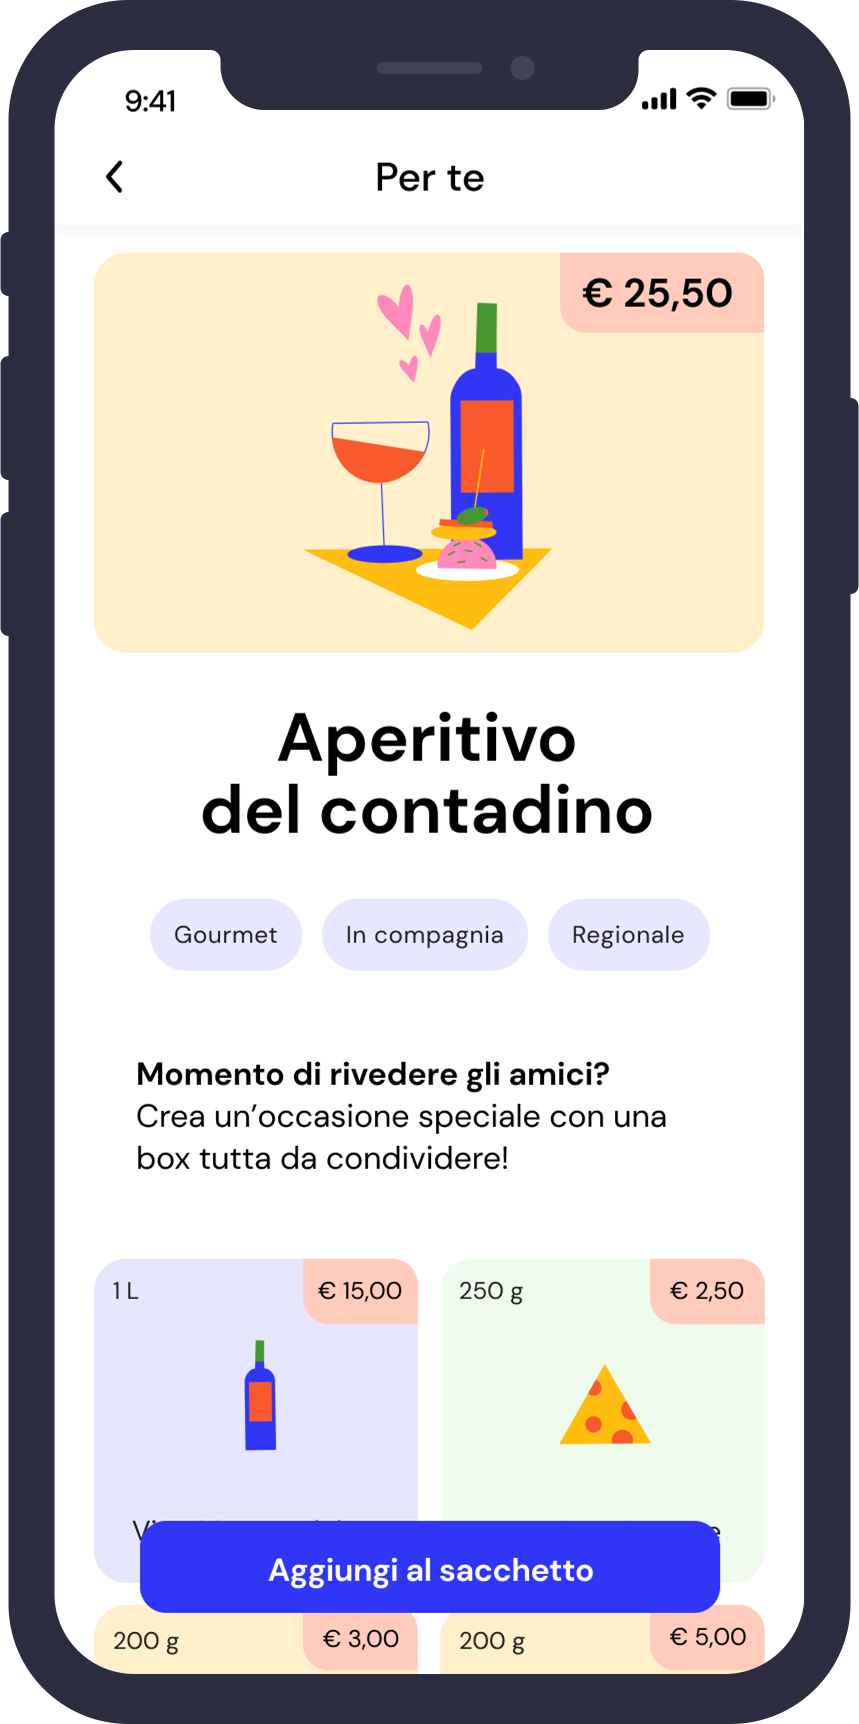 9:41
Per te
€ 25,50
Aperitivo
del contadino
Gourmet
In compagnia
Regionale
Momento di rivedere gli amici?
Crea un’occasione speciale con una
box tutta da condividere!
1 L
€ 15,00
250 g
€ 2,50
Aggiungi al sacchetto
200 g
€ 3,00
200 g
€ 5,00